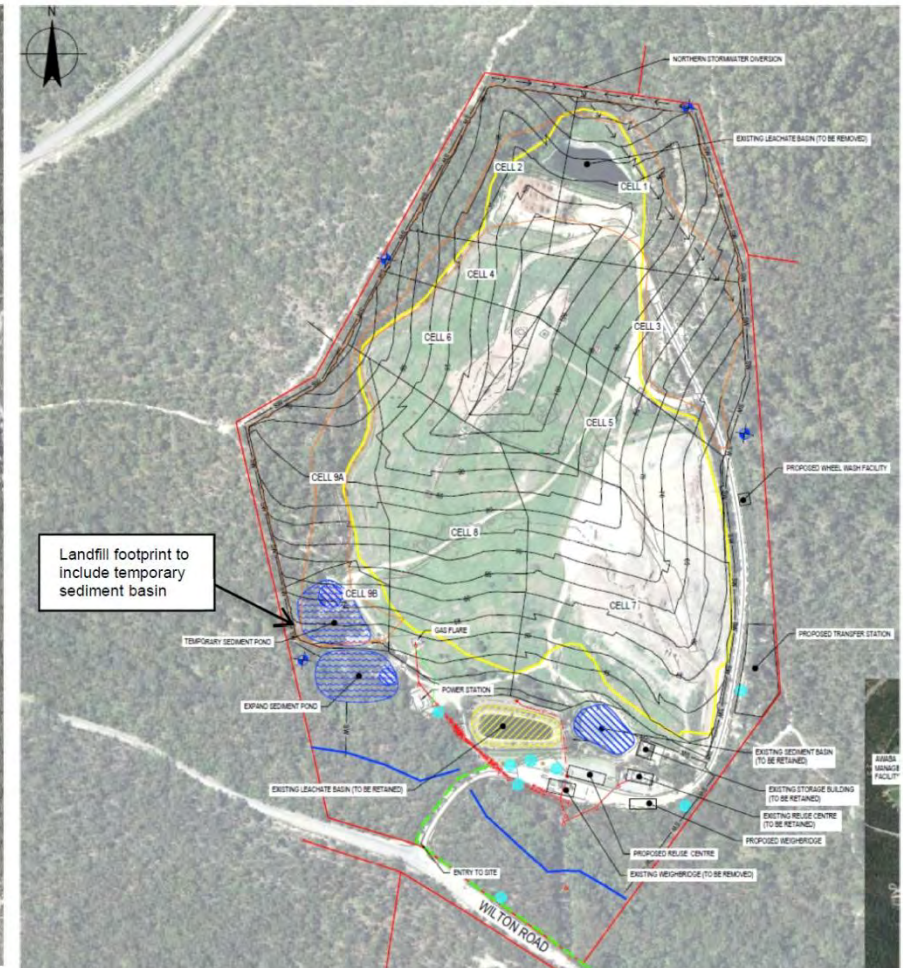 N
NORTHERN STORMWATER DIVERSION
EXISTING LEACHATE BASIN (TO BE REMOVED)
CELL 2
CELL 1
CELL 4
CELL 3
CELL 6
CELL 5
PROPOSED WHEEL WASH FACILITY
CELL 9A
CELL 8
Landfill footprint to
include temporary
sediment basin
CELL 9B
CELL 7
GAS FLARE
TEMPORARY SEDIMENT POND
PROPOSED TRANSFER STATION
POWER STATION
EXPAND SEDIMENT POND
EXISTING SEDIMENT BASIN
(TO BE RETAINED)
AWABA
MANAGE
FACILITY
EXISTING LEACHATE BASIN (TO BE RETAINED)
EXISTING STORAGE BUILDING
(TO BE RETAINED)
EXISTING REUSE CENTRE
(TO BE RETAINED)
PROPOSED WEIGHBRIDGE
PROPOSED REUSE CENTRE
ENTRY TO SITE
EXISTING WEIGHBRIDGE (TO BE REMOVED)
WILTON ROAD